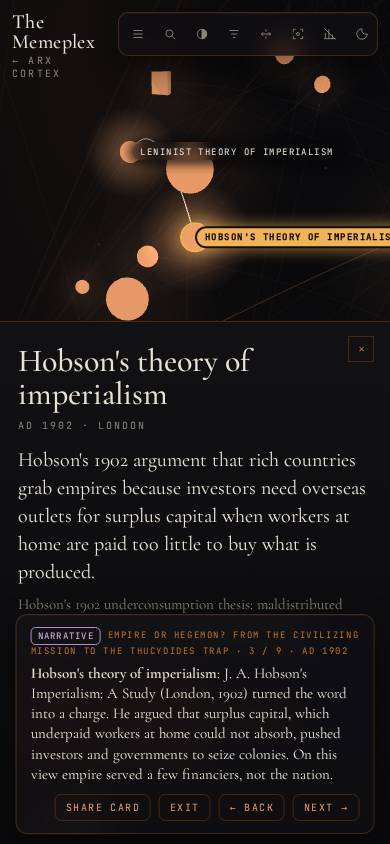 The
Memeplex
← ARX
CORTEX
LENINIST THEORY OF IMPERIALISM
HOBSON'S THEORY OF IMPERIALIS
Hobson's theory of
imperialism
×
AD 1902 · LONDON
Hobson's 1902 argument that rich countries
grab empires because investors need overseas
outlets for surplus capital when workers at
home are paid too little to buy what is
produced.
Hobson's 1902 underconsumption thesis: maldistributed
NARRATIVE EMPIRE OR HEGEMON? FROM THE CIVILIZING
MISSION TO THE THUCYDIDES TRAP · 3 / 9 · AD 1902
Hobson's theory of imperialism: J. A. Hobson's
Imperialism: A Study (London, 1902) turned the word
into a charge. He argued that surplus capital, which
underpaid workers at home could not absorb, pushed
investors and governments to seize colonies. On this
view empire served a few financiers, not the nation.
SHARE CARD EXIT ← BACK NEXT →